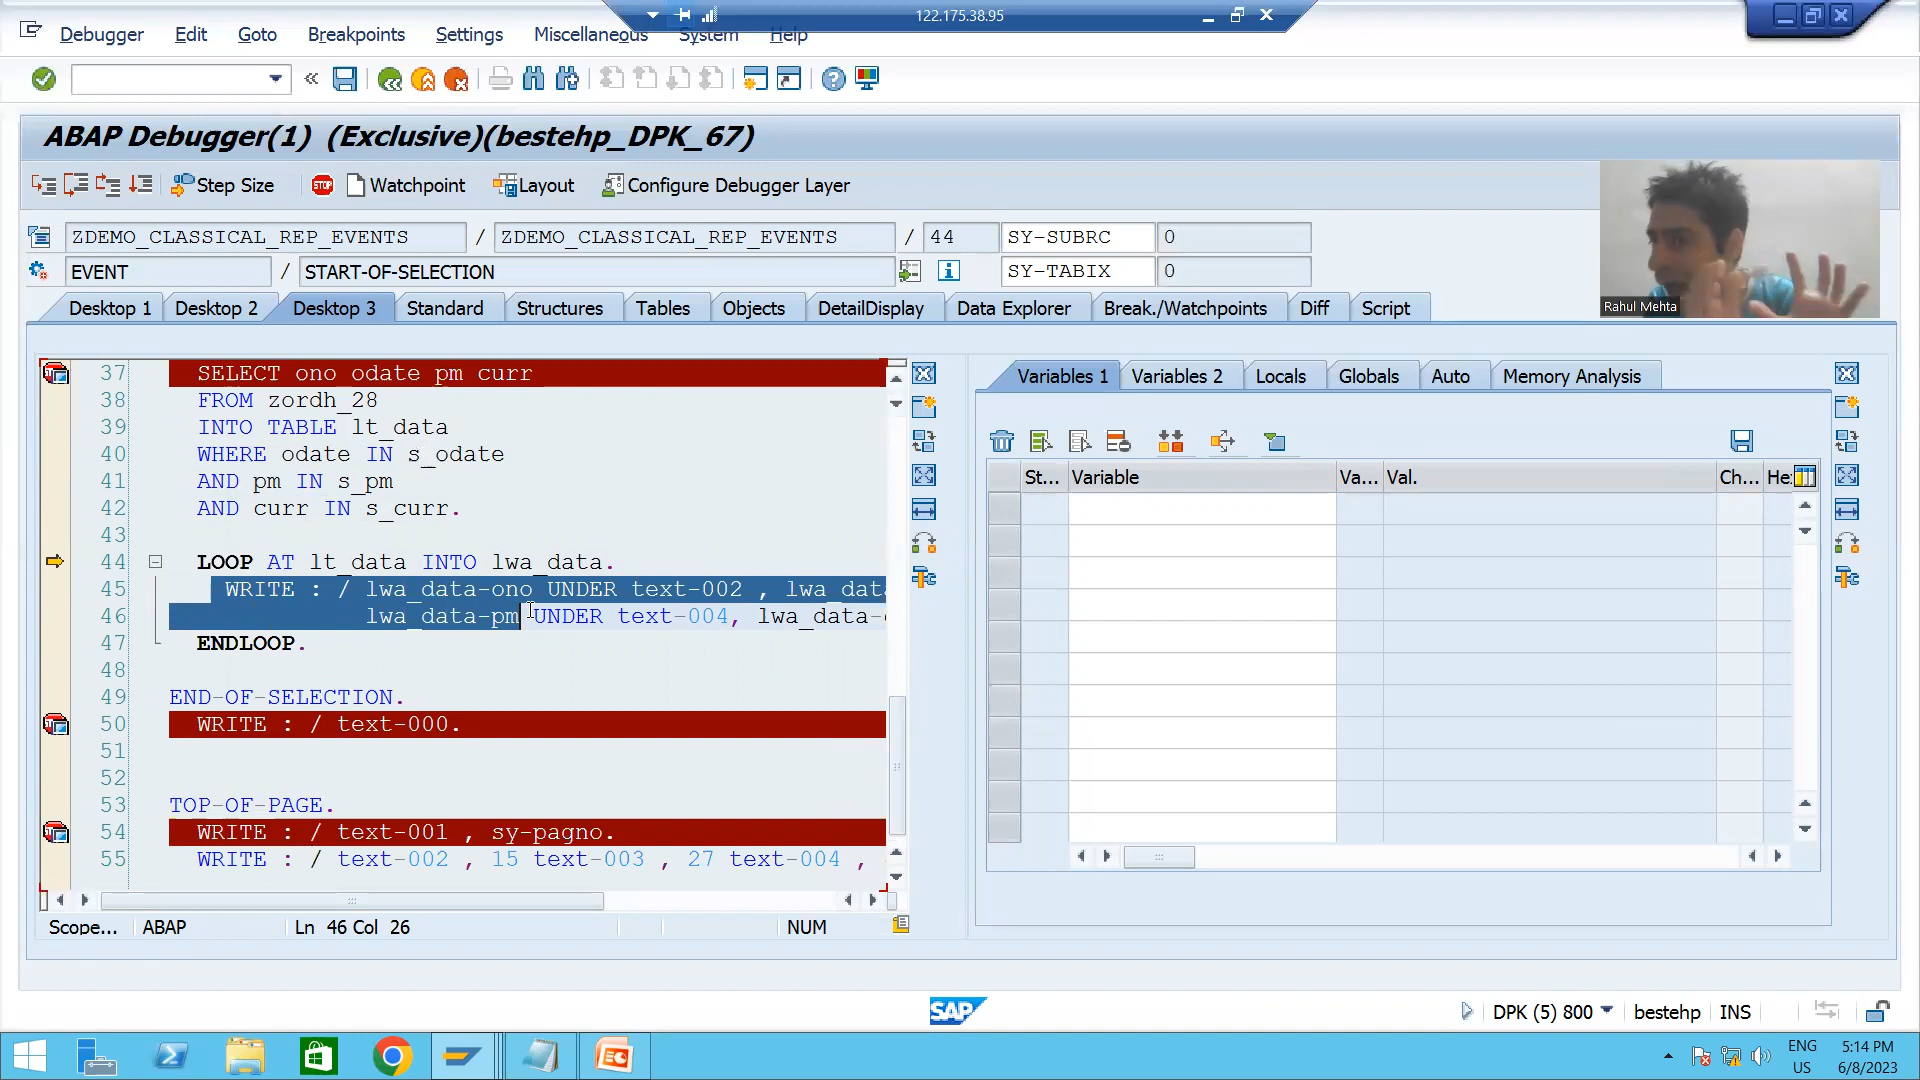 122.175.38.95
Debugger Edit Goto Breakpoints Settings Miscellaneous System Help
ABAP Debugger(1) (Exclusive)(bestehp_DPK_67)
Step Size STOP Watchpoint Layout Configure Debugger Layer
ZDEMO_CLASSICAL_REP_EVENTS / ZDEMO_CLASSICAL_REP_EVENTS / 44 SY-SUBRC 0
EVENT / START-OF-SELECTION SY-TABIX 0
Rahul Mehta
Desktop 1 Desktop 2 Desktop 3 Standard Structures Tables Objects DetailDisplay Data Explorer Break./Watchpoints Diff Script
Variables 1 Variables 2 Locals Globals Auto Memory Analysis
St... Variable Va... Val. Ch... Hex
37 SELECT ono odate pm curr
38 FROM zordh_28
39 INTO TABLE lt_data
40 WHERE odate IN s_odate
41 AND pm IN s_pm
42 AND curr IN s_curr.
43
44 LOOP AT lt_data INTO lwa_data.
45 WRITE : / lwa_data-ono UNDER text-002 , lwa_dat
46 lwa_data-pm UNDER text-004, lwa_data-
47 ENDLOOP.
48
49 END-OF-SELECTION.
50 WRITE : / text-000.
51
52
53 TOP-OF-PAGE.
54 WRITE : / text-001 , sy-pagno.
55 WRITE : / text-002 , 15 text-003 , 27 text-004 ,
Scope... ABAP Ln 46 Col 26 NUM
SAP DPK (5) 800 bestehp INS
ENG 5:14 PM
US 6/8/2023